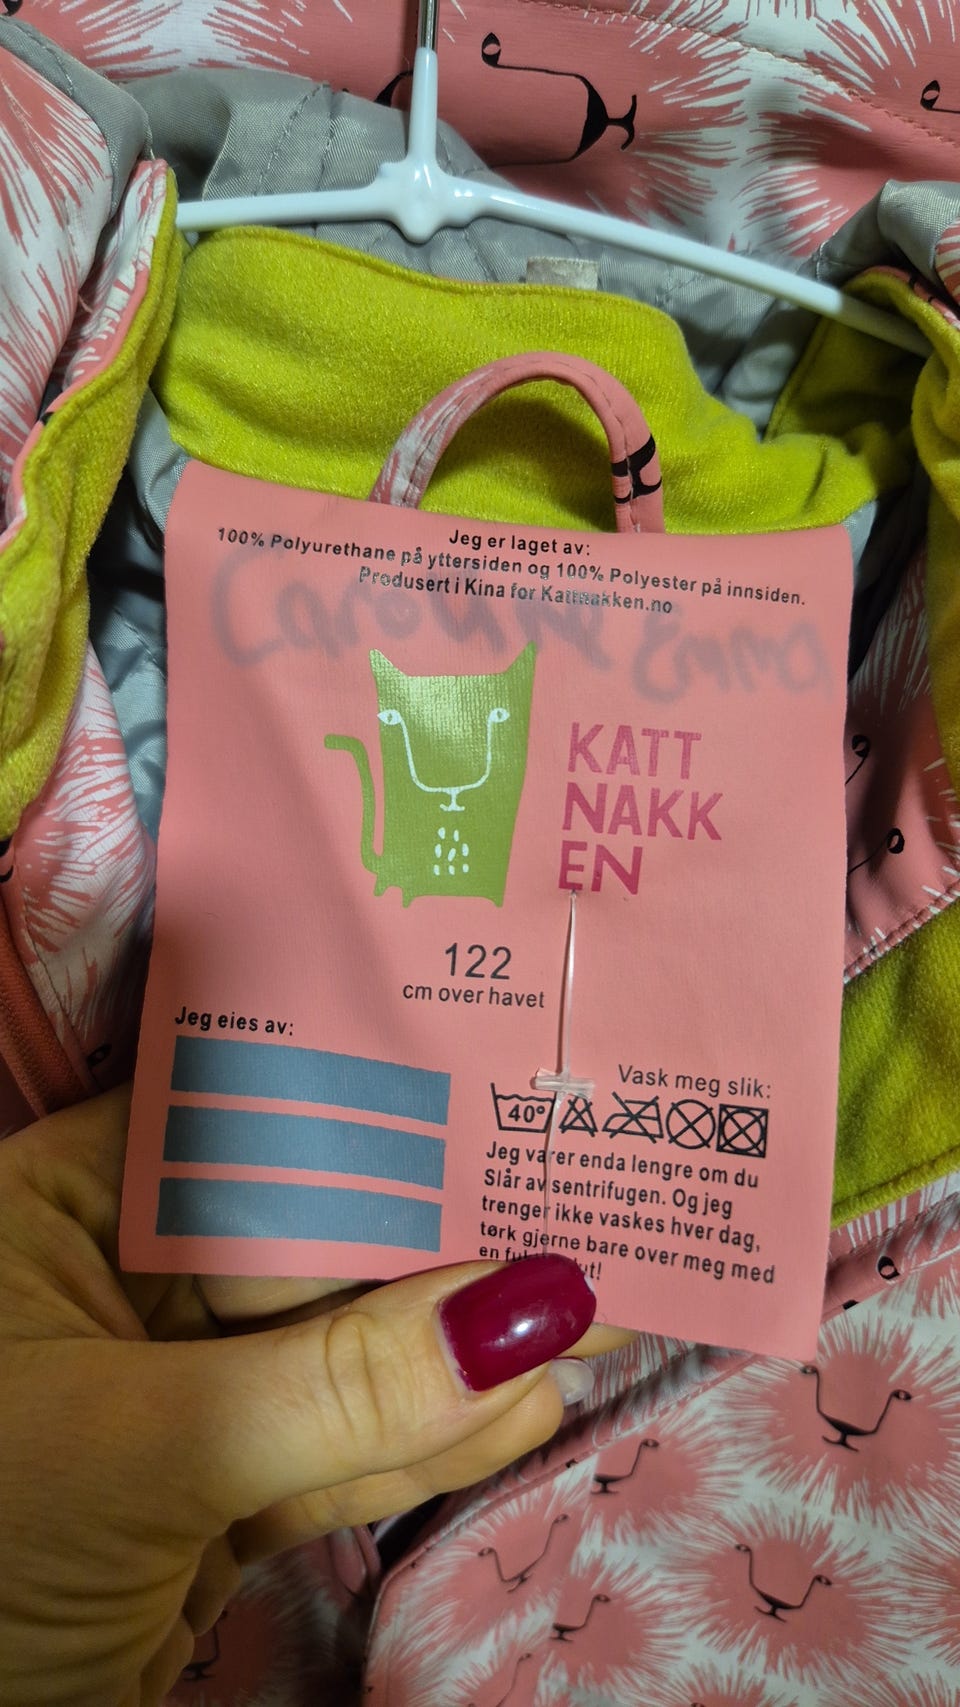 Jeg er laget av:
100% Polyurethane på yttersiden og 100% Polyester på innsiden.
Produsert i Kina for Kattnakken.no
KATT
NAKK
EN
122
cm over havet
Jeg eies av:
Vask meg slik:
40°
Jeg varer enda lengre om du
Slår av sentrifugen. Og jeg
trenger ikke vaskes hver dag,
tørk gjerne bare over meg med
en